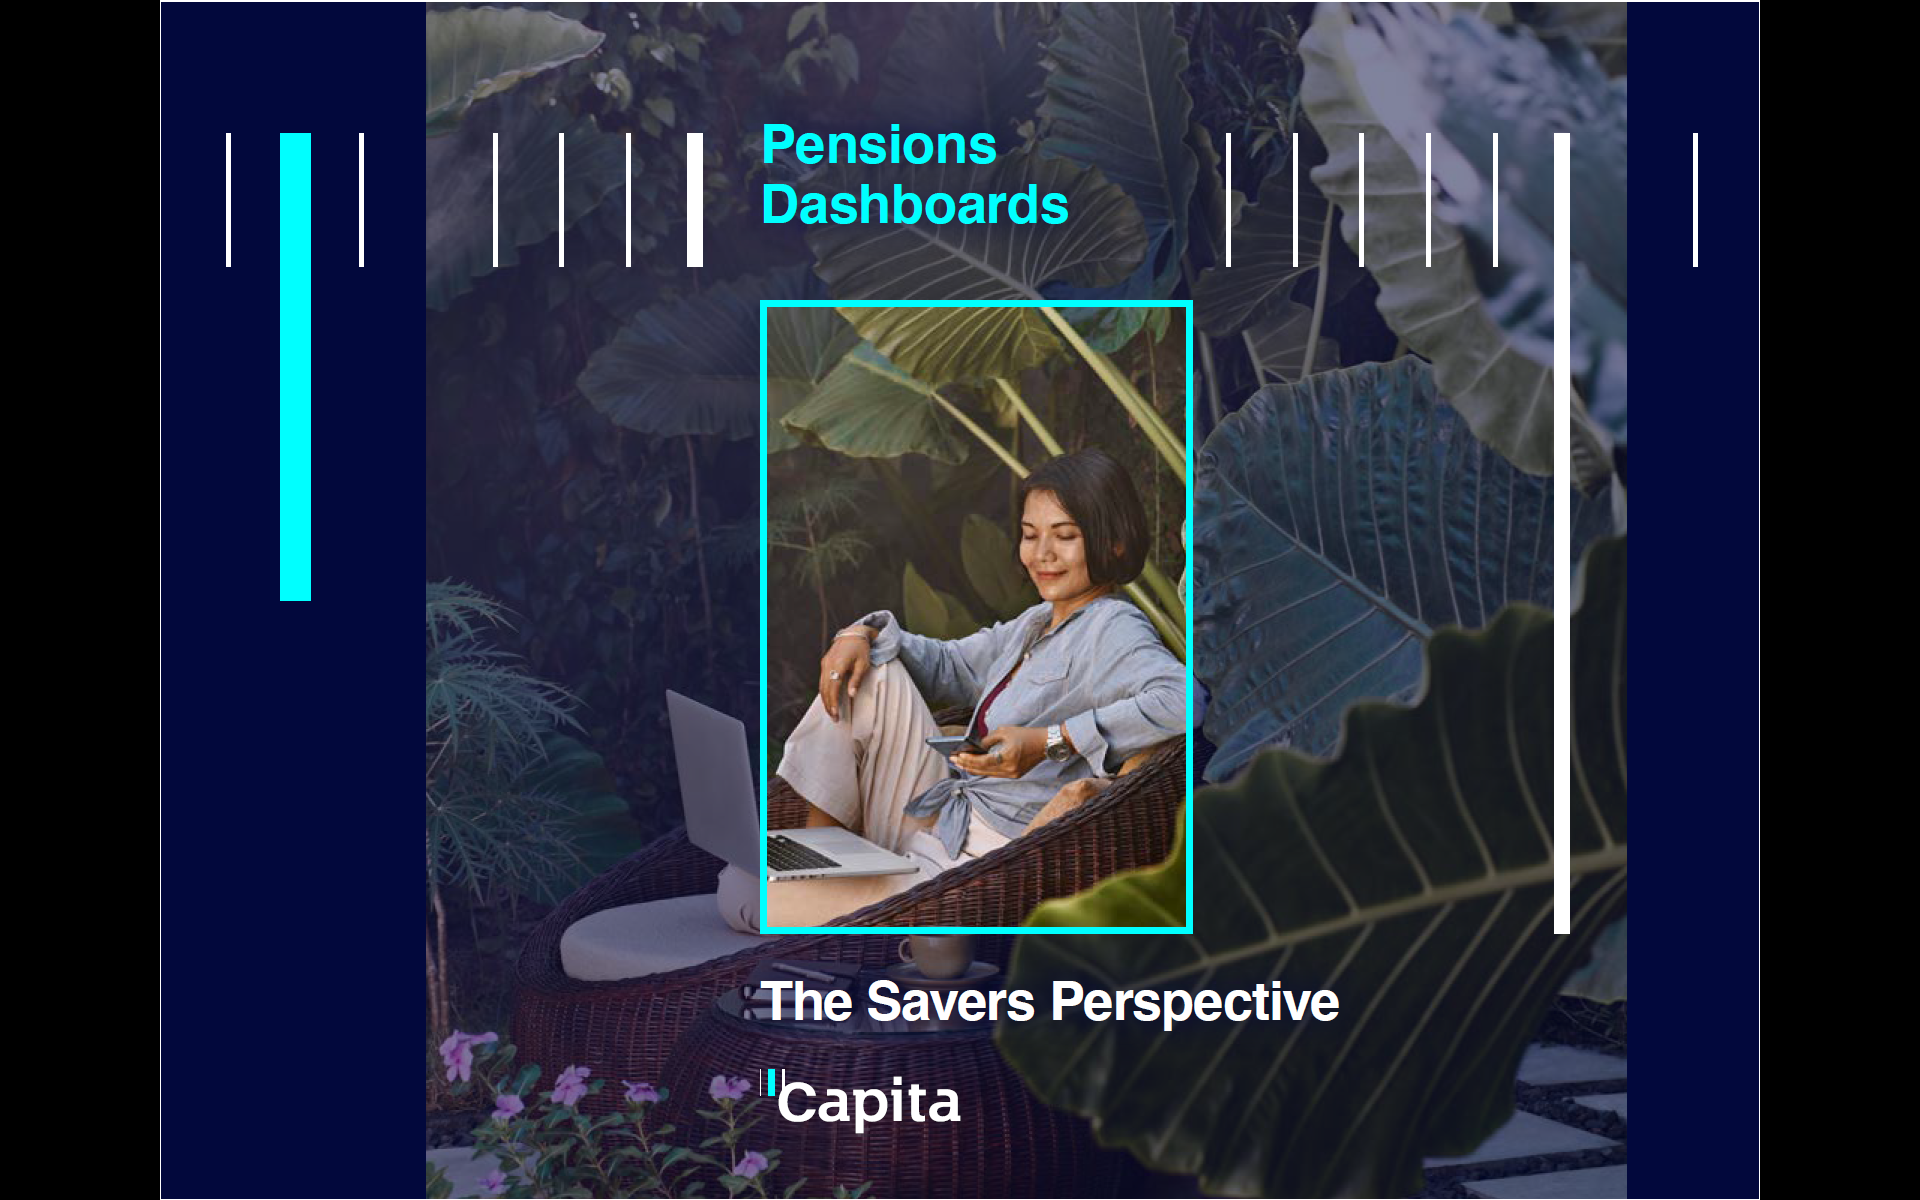 Pensions
Dashboards
The Savers Perspective
Capita